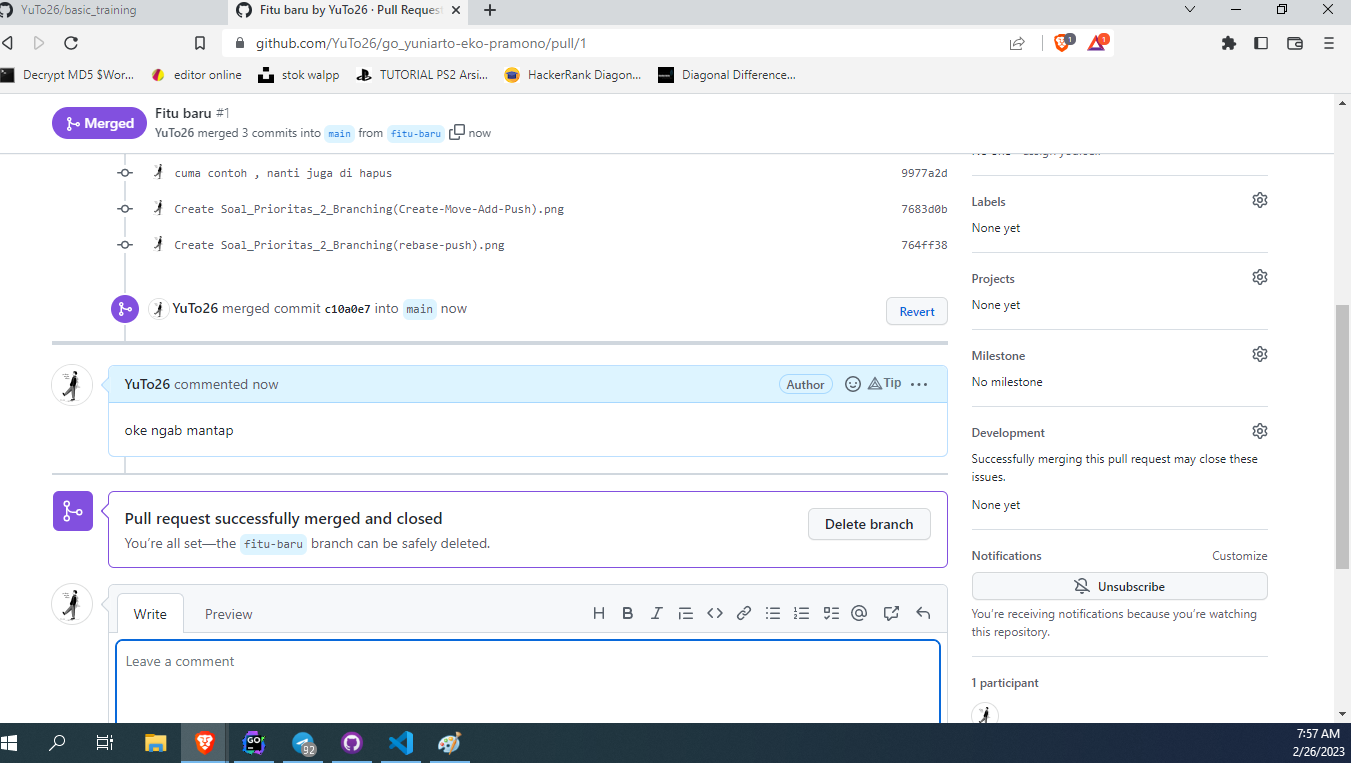 YuTo26/basic_training
Fitu baru by YuTo26 · Pull Request
github.com/YuTo26/go_yuniarto-eko-pramono/pull/1
1
1
Decrypt MD5 $Wor...
editor online
stok walpp
TUTORIAL PS2 Arsi...
HackerRank Diagon...
Diagonal Difference...
Merged
Fitu baru #1
YuTo26 merged 3 commits into main from fitu-baru now
cuma contoh , nanti juga di hapus 9977a2d
Create Soal_Prioritas_2_Branching(Create-Move-Add-Push).png 7683d0b
Create Soal_Prioritas_2_Branching(rebase-push).png 764ff38
YuTo26 merged commit c10a0e7 into main now
Revert
YuTo26 commented now
Author
Tip
oke ngab mantap
Pull request successfully merged and closed
You're all set—the fitu-baru branch can be safely deleted.
Delete branch
Write
Preview
H B I
Leave a comment
Labels
None yet
Projects
None yet
Milestone
No milestone
Development
Successfully merging this pull request may close these
issues.
None yet
Notifications
Customize
Unsubscribe
You're receiving notifications because you're watching
this repository.
1 participant
GO
92
7:57 AM
2/26/2023